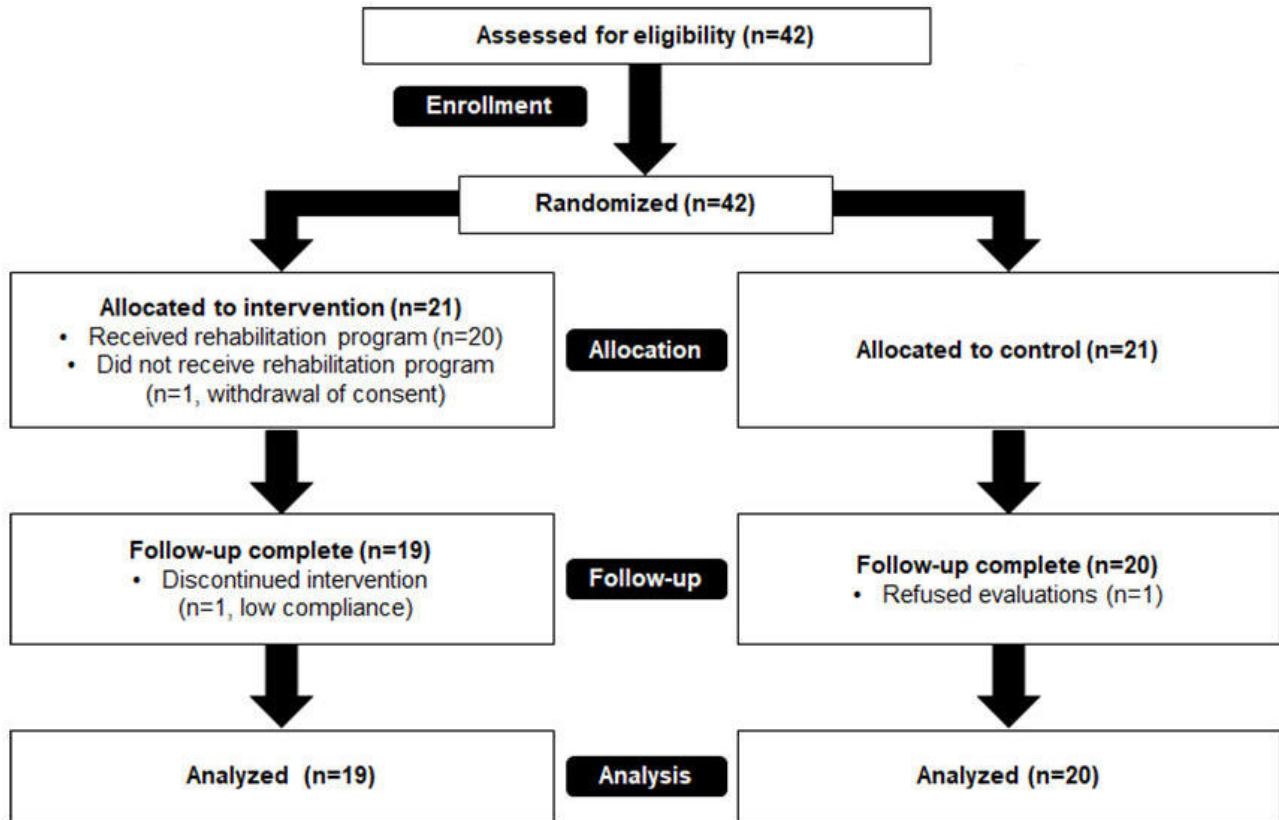 Assessed for eligibility (n=42)
Enrollment
Randomized (n=42)
Allocated to intervention (n=21)
• Received rehabilitation program (n=20)
• Did not receive rehabilitation program
(n=1, withdrawal of consent)
Allocation
Allocated to control (n=21)
Follow-up complete (n=19)
• Discontinued intervention
(n=1, low compliance)
Follow-up
Follow-up complete (n=20)
• Refused evaluations (n=1)
Analyzed (n=19)
Analysis
Analyzed (n=20)